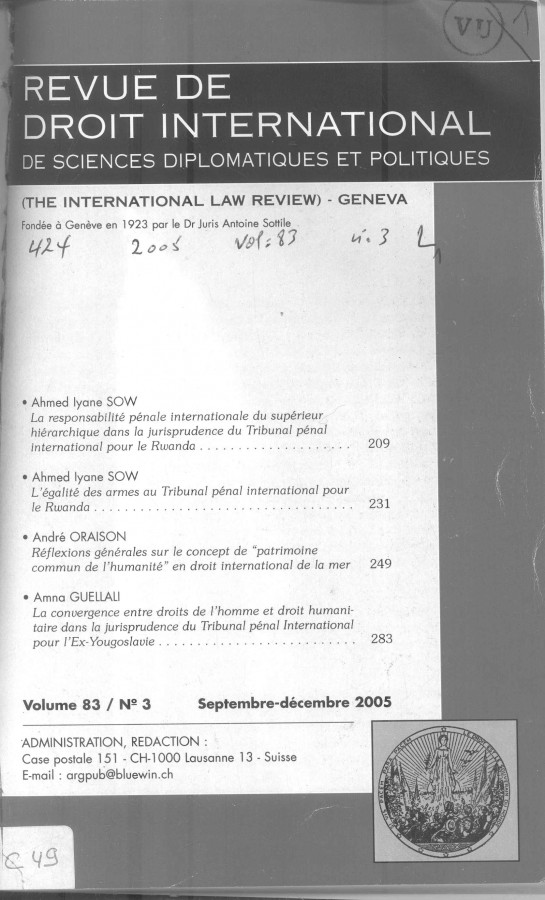 VU 1
REVUE DE
DROIT INTERNATIONAL
DE SCIENCES DIPLOMATIQUES ET POLITIQUES
(THE INTERNATIONAL LAW REVIEW) - GENEVA
Fondée à Genève en 1923 par le Dr Juris Antoine Sottile
424 2005 vol: 83 n. 3
• Ahmed Iyane SOW
La responsabilité pénale internationale du supérieur
hiérarchique dans la jurisprudence du Tribunal pénal
international pour le Rwanda . . . . . . . . . . . . . . . . . . . . 209
• Ahmed Iyane SOW
L'égalité des armes au Tribunal pénal international pour
le Rwanda . . . . . . . . . . . . . . . . . . . . . . . . . . . . . . . . . . 231
• André ORAISON
Réflexions générales sur le concept de "patrimoine
commun de l'humanité" en droit international de la mer 249
• Amna GUELLALI
La convergence entre droits de l'homme et droit humani-
taire dans la jurisprudence du Tribunal pénal International
pour l'Ex-Yougoslavie . . . . . . . . . . . . . . . . . . . . . . . . . . 283
Volume 83 / Nº 3 Septembre-décembre 2005
ADMINISTRATION, REDACTION :
Case postale 151 - CH-1000 Lausanne 13 - Suisse
E-mail : argpub@bluewin.ch
C 49